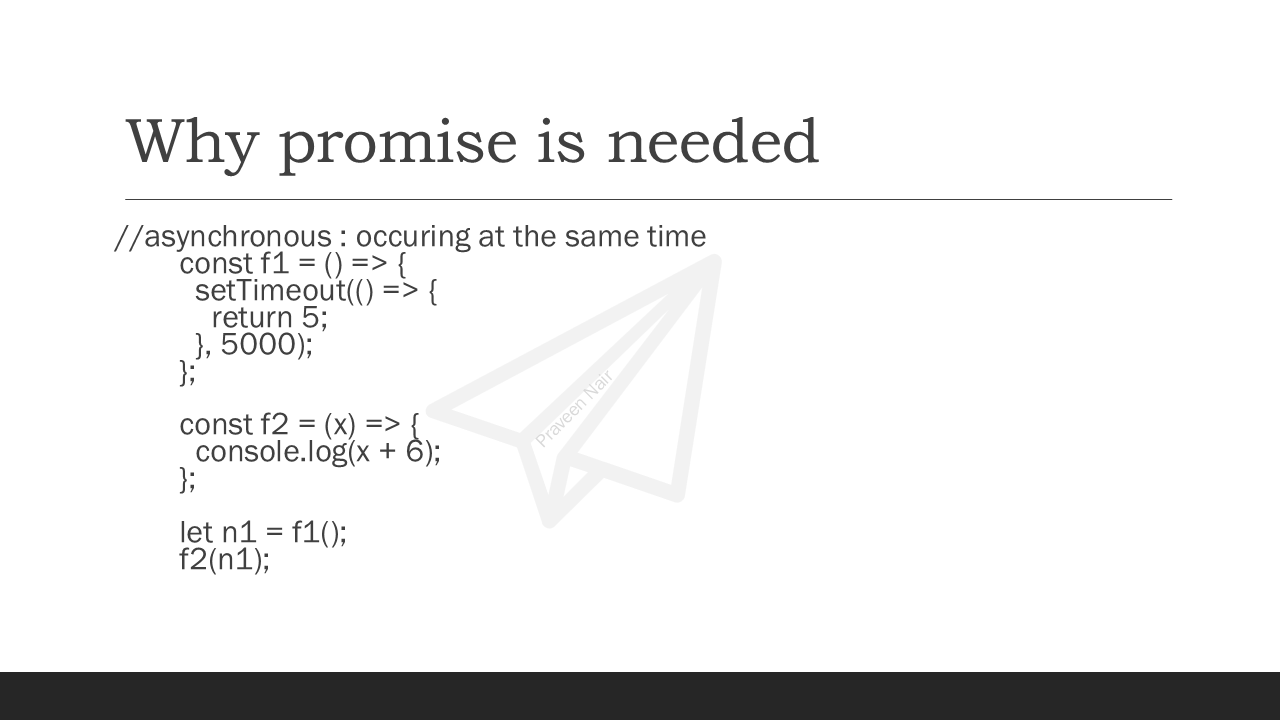 Why promise is needed
//asynchronous : occuring at the same time
const f1 = () => {
setTimeout(() => {
return 5;
}, 5000);
};
const f2 = (x) => {
console.log(x + 6);
};
let n1 = f1();
f2(n1);
Praveen Nair